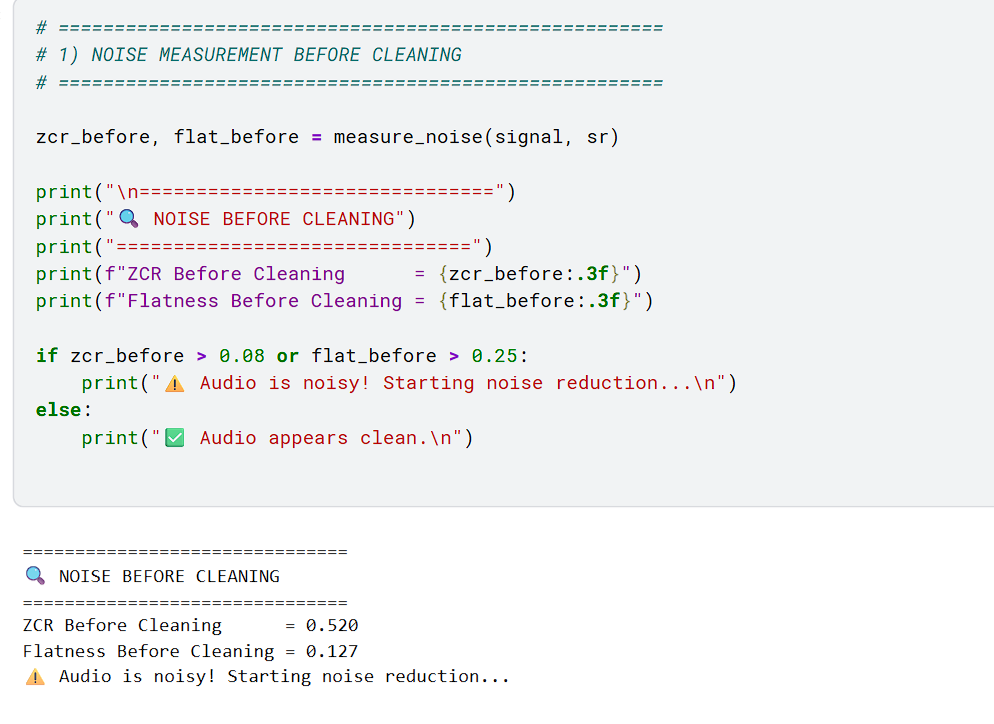 # ======================================================
# 1) NOISE MEASUREMENT BEFORE CLEANING
# ======================================================
zcr_before, flat_before = measure_noise(signal, sr)
print("\n===============================")
print("🔍 NOISE BEFORE CLEANING")
print("===============================")
print(f"ZCR Before Cleaning      = {zcr_before:.3f}")
print(f"Flatness Before Cleaning = {flat_before:.3f}")
if zcr_before > 0.08 or flat_before > 0.25:
    print("⚠️ Audio is noisy! Starting noise reduction...\n")
else:
    print("✅ Audio appears clean.\n")
===============================
🔍 NOISE BEFORE CLEANING
===============================
ZCR Before Cleaning      = 0.520
Flatness Before Cleaning = 0.127
⚠️ Audio is noisy! Starting noise reduction...